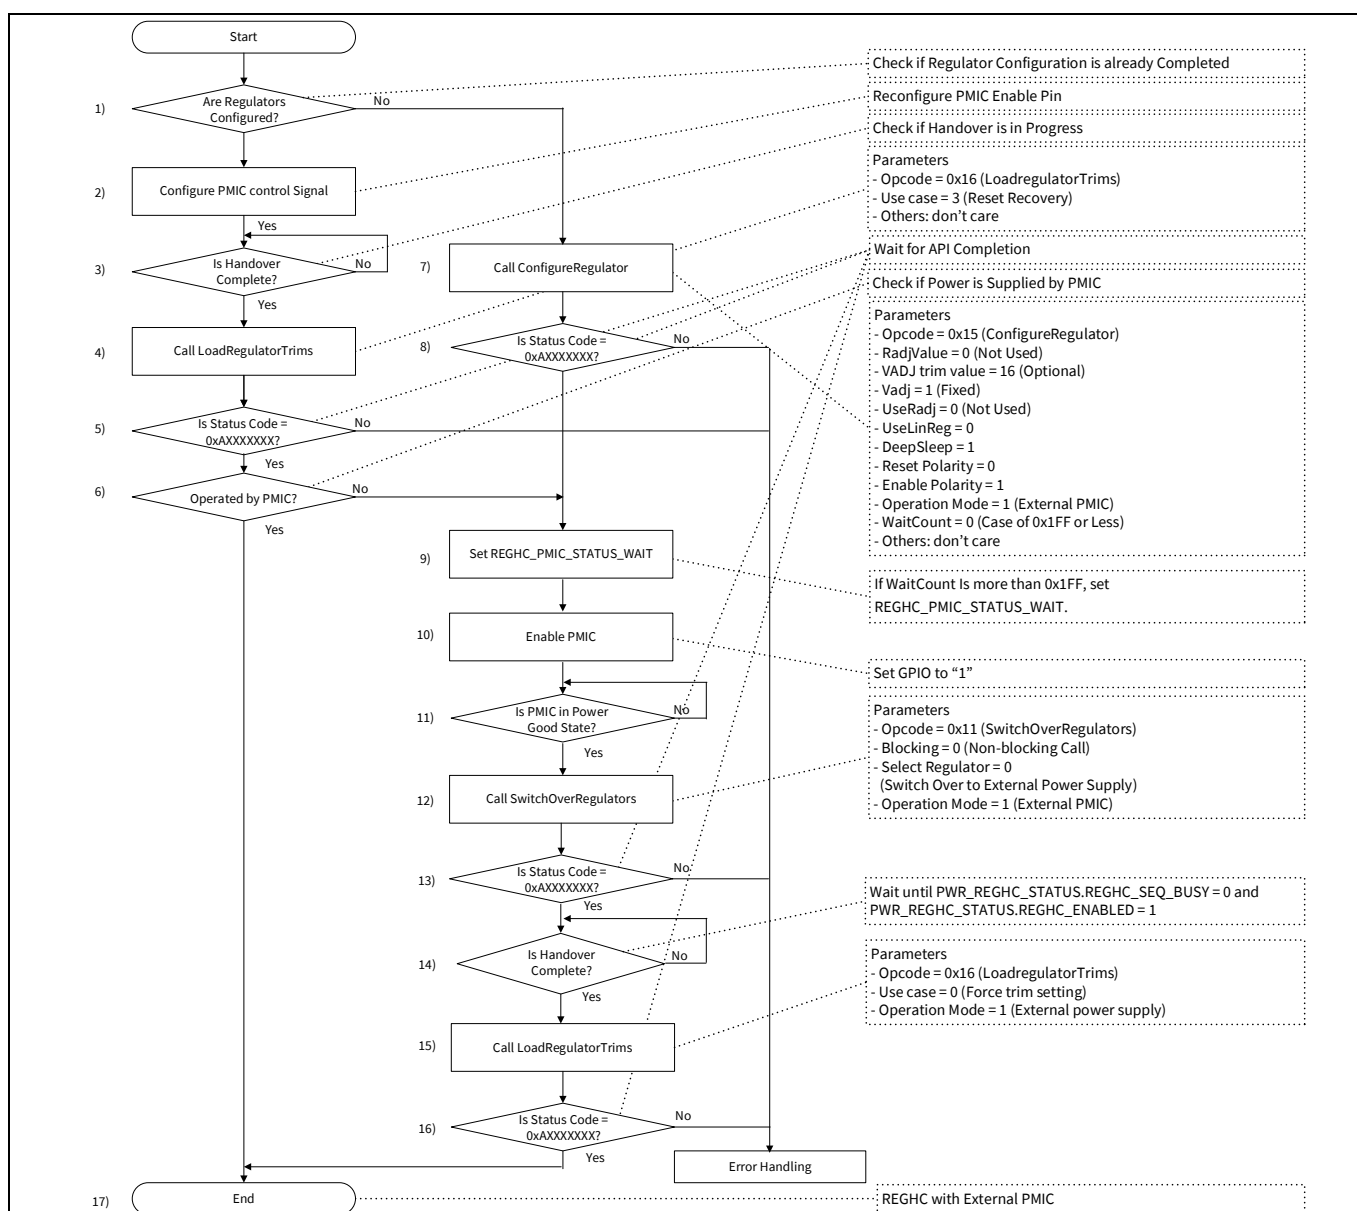 Start
1)
Are Regulators
Configured?
No
2)
Configure PMIC control Signal
Yes
3)
Is Handover
Complete?
No
Yes
4)
Call LoadRegulatorTrims
5)
Is Status Code =
0xAXXXXXXX?
No
Yes
6)
Operated by PMIC?
No
Yes
7)
Call ConfigureRegulator
8)
Is Status Code =
0xAXXXXXXX?
No
9)
Set REGHC_PMIC_STATUS_WAIT
10)
Enable PMIC
11)
Is PMIC in Power
Good State?
No
Yes
12)
Call SwitchOverRegulators
13)
Is Status Code =
0xAXXXXXXX?
No
Yes
14)
Is Handover
Complete?
No
Yes
15)
Call LoadRegulatorTrims
16)
Is Status Code =
0xAXXXXXXX?
No
Yes
Error Handling
17)
End
Check if Regulator Configuration is already Completed
Reconfigure PMIC Enable Pin
Check if Handover is in Progress
Parameters
- Opcode = 0x16 (LoadregulatorTrims)
- Use case = 3 (Reset Recovery)
- Others: don't care
Wait for API Completion
Check if Power is Supplied by PMIC
Parameters
- Opcode = 0x15 (ConfigureRegulator)
- RadjValue = 0 (Not Used)
- VADJ trim value = 16 (Optional)
- Vadj = 1 (Fixed)
- UseRadj = 0 (Not Used)
- UseLinReg = 0
- DeepSleep = 1
- Reset Polarity = 0
- Enable Polarity = 1
- Operation Mode = 1 (External PMIC)
- WaitCount = 0 (Case of 0x1FF or Less)
- Others: don't care
If WaitCount Is more than 0x1FF, set
REGHC_PMIC_STATUS_WAIT.
Set GPIO to “1”
Parameters
- Opcode = 0x11 (SwitchOverRegulators)
- Blocking = 0 (Non-blocking Call)
- Select Regulator = 0
(Switch Over to External Power Supply)
- Operation Mode = 1 (External PMIC)
Wait until PWR_REGHC_STATUS.REGHC_SEQ_BUSY = 0 and
PWR_REGHC_STATUS.REGHC_ENABLED = 1
Parameters
- Opcode = 0x16 (LoadregulatorTrims)
- Use case = 0 (Force trim setting)
- Operation Mode = 1 (External power supply)
REGHC with External PMIC